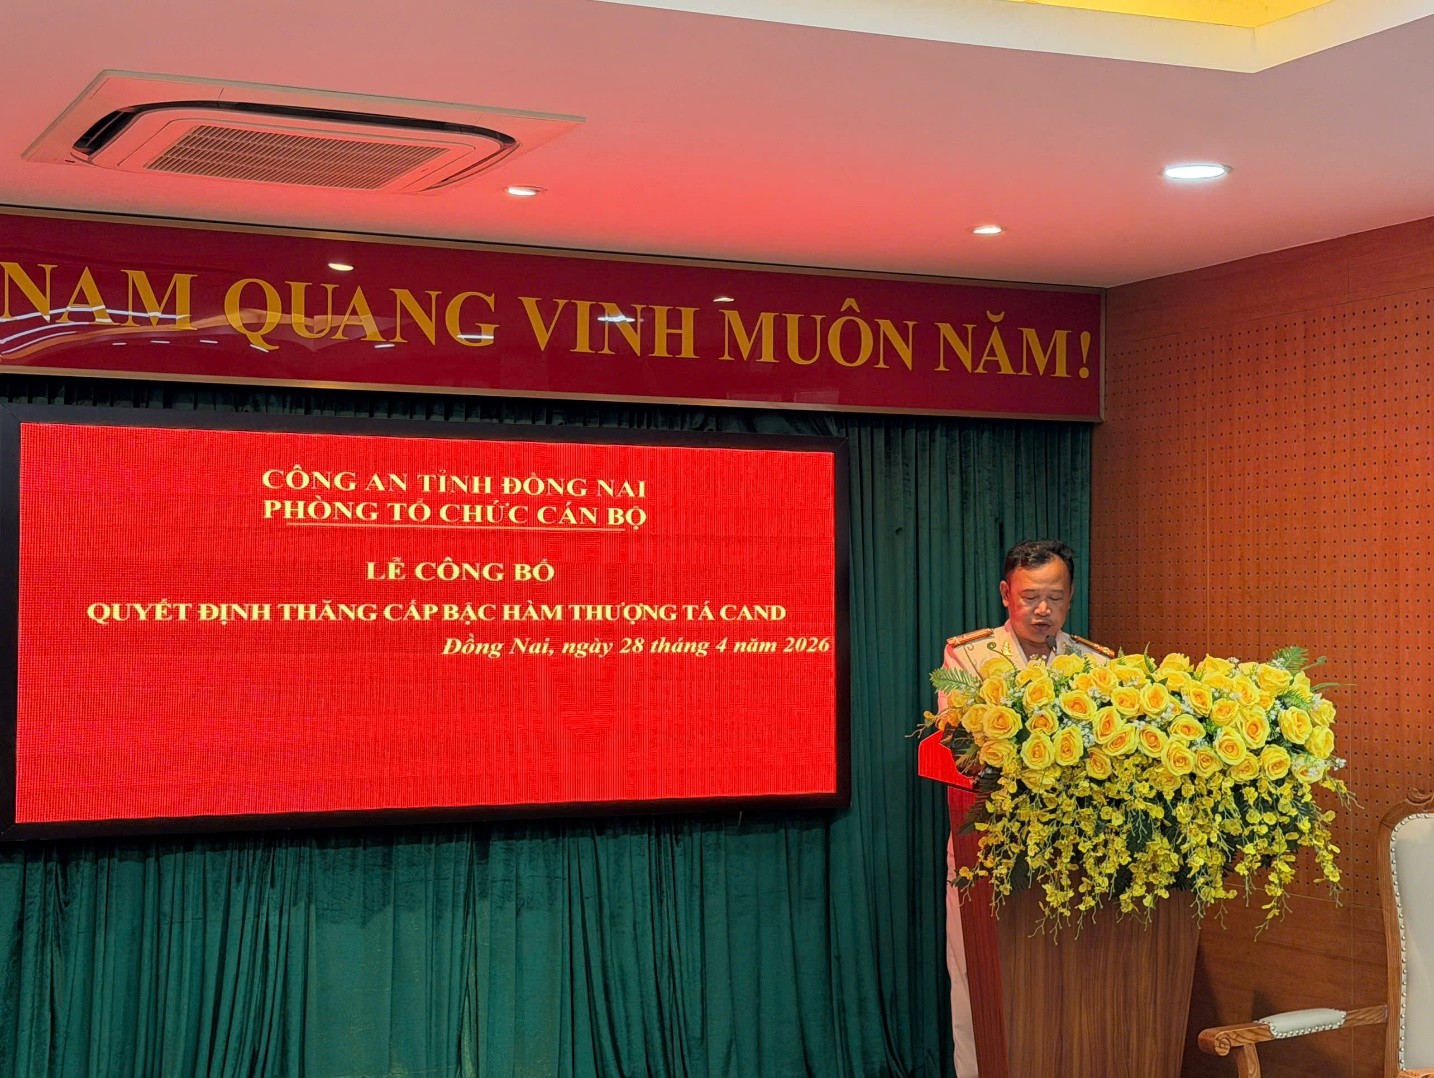 NAM QUANG VINH MUÔN NĂM!
CÔNG AN TỈNH ĐỒNG NAI
PHÒNG TỔ CHỨC CÁN BỘ
LỄ CÔNG BỐ
QUYẾT ĐỊNH THĂNG CẤP BẬC HÀM THƯỢNG TÁ CAND
Đồng Nai, ngày 28 tháng 4 năm 2026